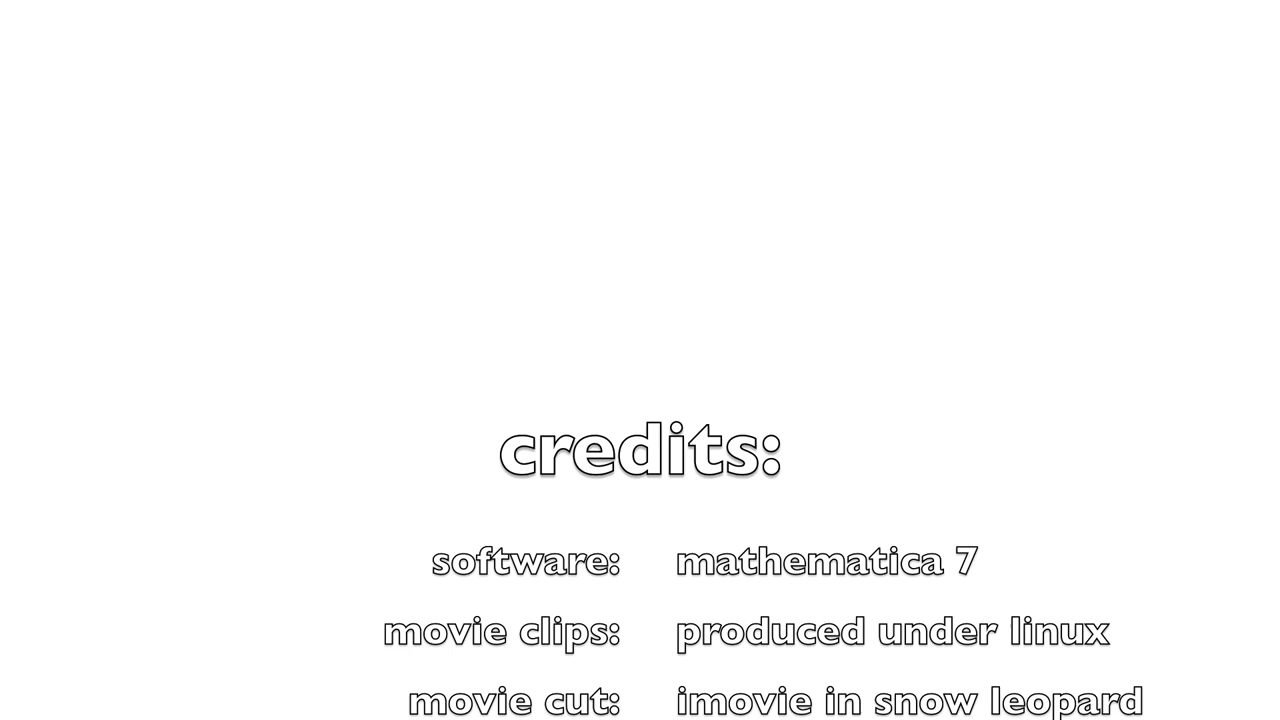 credits:
software: mathematica 7
movie clips: produced under linux
movie cut: imovie in snow leopard